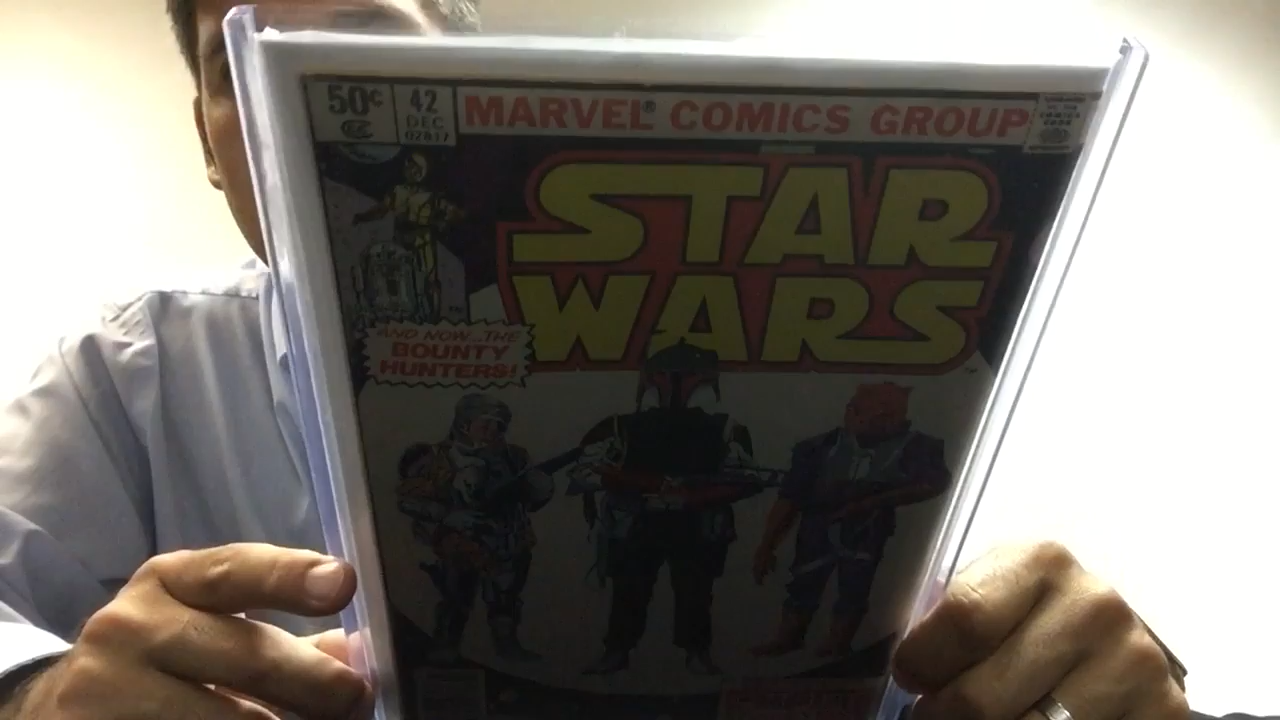 50¢
42
DEC
02817
MARVEL® COMICS GROUP
STAR
WARS
AND NOW...THE
BOUNTY
HUNTERS!